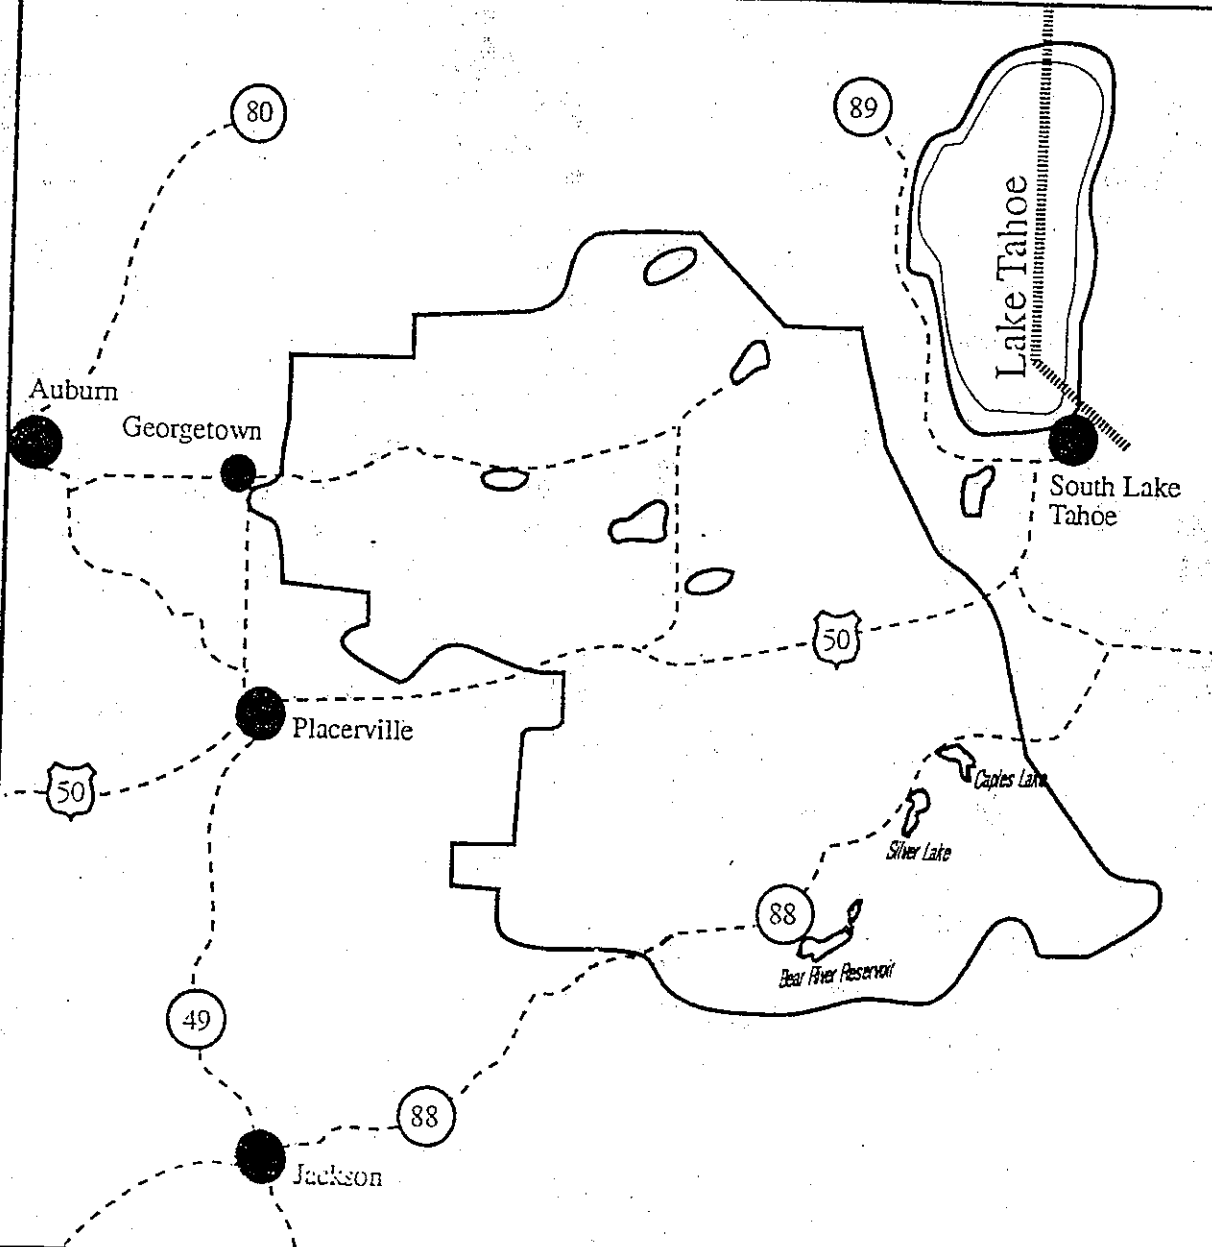 80
89
Lake Tahoe
Auburn
Georgetown
South Lake
Tahoe
50
Placerville
50
Caples Lake
Silver Lake
88
Bear River Reservoir
49
88
Jackson